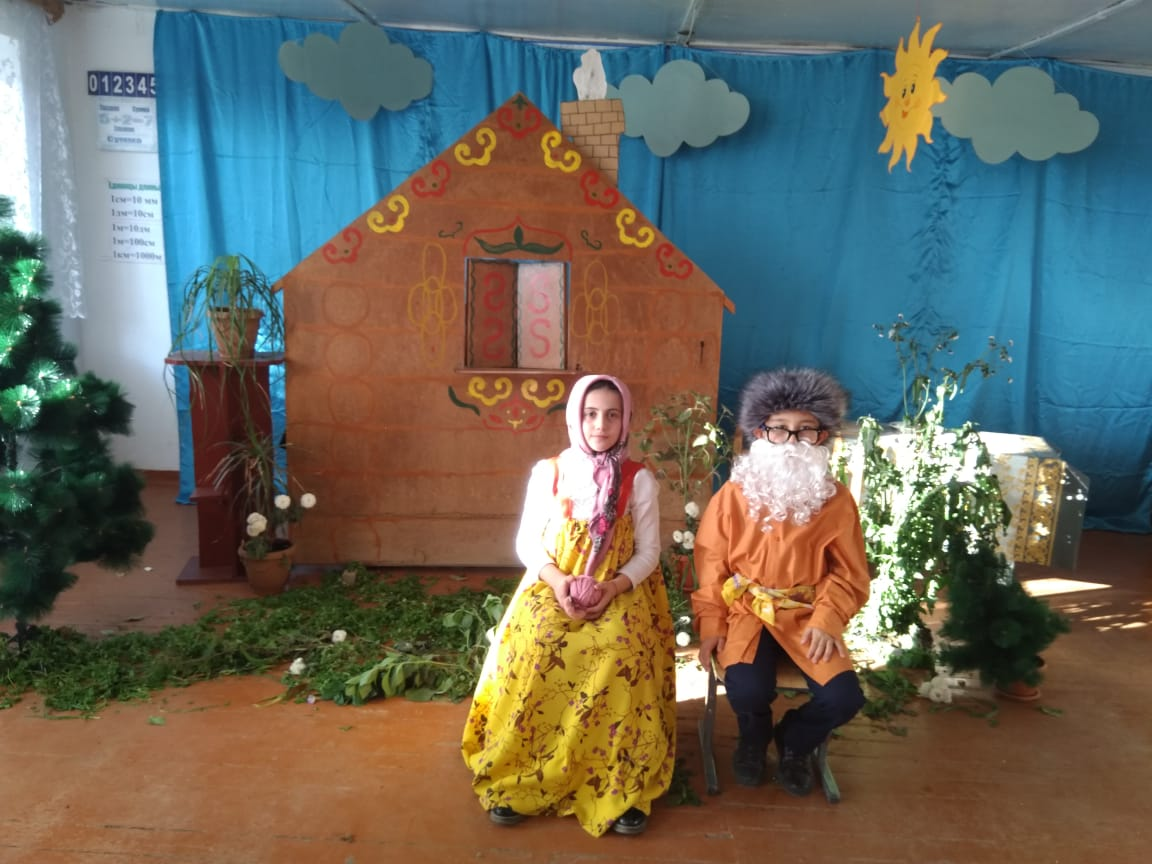 012345
5+2=7
Единицы длины
1см=10 мм
1дм=10см
1м=10дм
1м=100см
1км=1000м